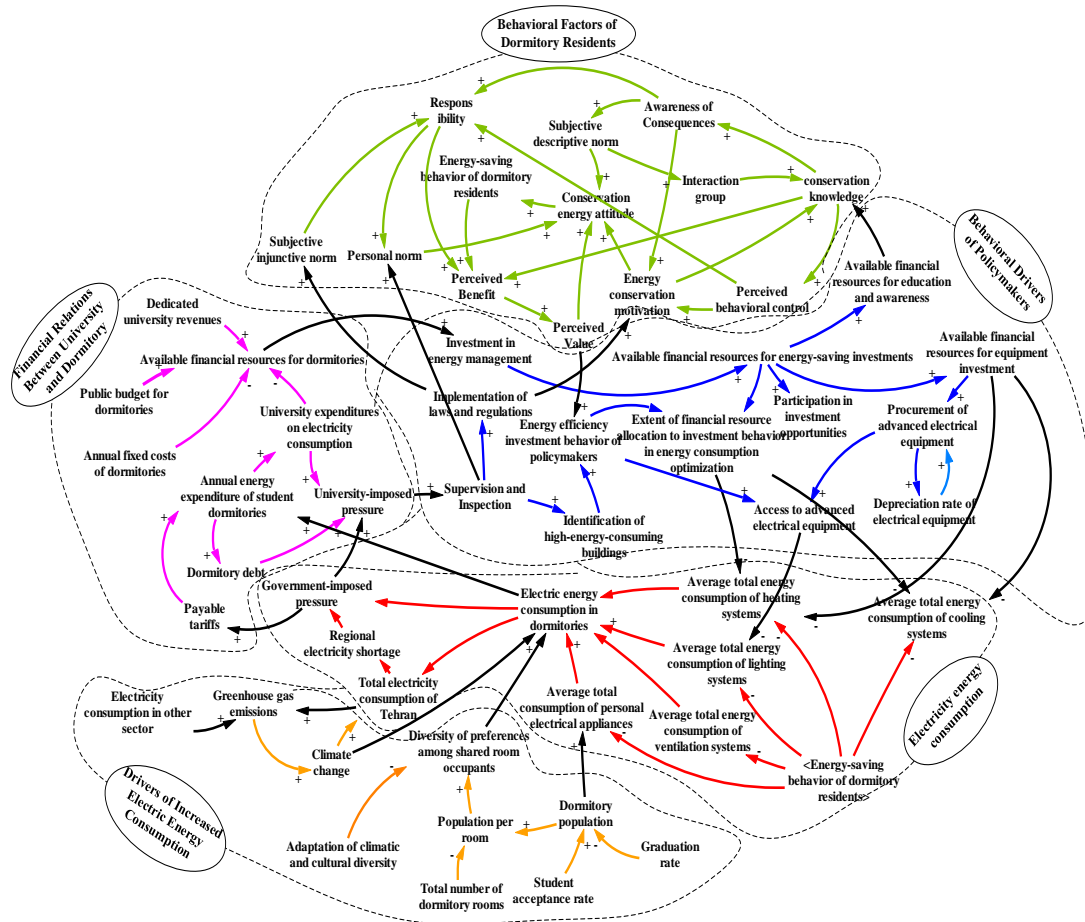 Behavioral Factors of
Dormitory Residents
Respons
ibility
Awareness of
Consequences
Subjective
descriptive norm
Energy-saving
behavior of dormitory
residents
Conservation
energy attitude
Interaction
group
conservation
knowledge
Subjective
injunctive norm
Personal norm
Perceived
Benefit
Energy
conservation
motivation
Perceived
behavioral control
Available financial
resources for education
and awareness
Behavioral Drivers
of Policymakers
Financial Relations
Between University
and Dormitory
Dedicated
university revenues
Available financial resources for dormitories
Public budget for
dormitories
University expenditures
on electricity
consumption
Annual fixed costs
of dormitories
Annual energy
expenditure of student
dormitories
University-imposed
pressure
Dormitory debt
Payable
tariffs
Government-imposed
pressure
Investment in
energy management
Perceived
Value
Available financial resources for energy-saving investments
Available financial
resources for equipment
investment
Implementation of
laws and regulations
Energy efficiency
investment behavior of
policymakers
Extent of financial resource
allocation to investment behavior
in energy consumption
optimization
Participation in
investment
opportunities
Procurement of
advanced electrical
equipment
Supervision and
Inspection
Identification of
high-energy-consuming
buildings
Access to advanced
electrical equipment
Depreciation rate of
electrical equipment
Electric energy
consumption in
dormitories
Average total energy
consumption of heating
systems
Average total energy
consumption of cooling
systems
Regional
electricity shortage
Average total energy
consumption of lighting
systems
Total electricity
consumption of
Tehran
Average total
consumption of personal
electrical appliances
Average total energy
consumption of
ventilation systems
Electricity energy
consumption
<Energy-saving
behavior of dormitory
residents>
Electricity
consumption in other
sector
Greenhouse gas
emissions
Climate
change
Diversity of preferences
among shared room
occupants
Drivers of Increased
Electric Energy
Consumption
Adaptation of climatic
and cultural diversity
Population per
room
Dormitory
population
Graduation
rate
Total number of
dormitory rooms
Student
acceptance rate